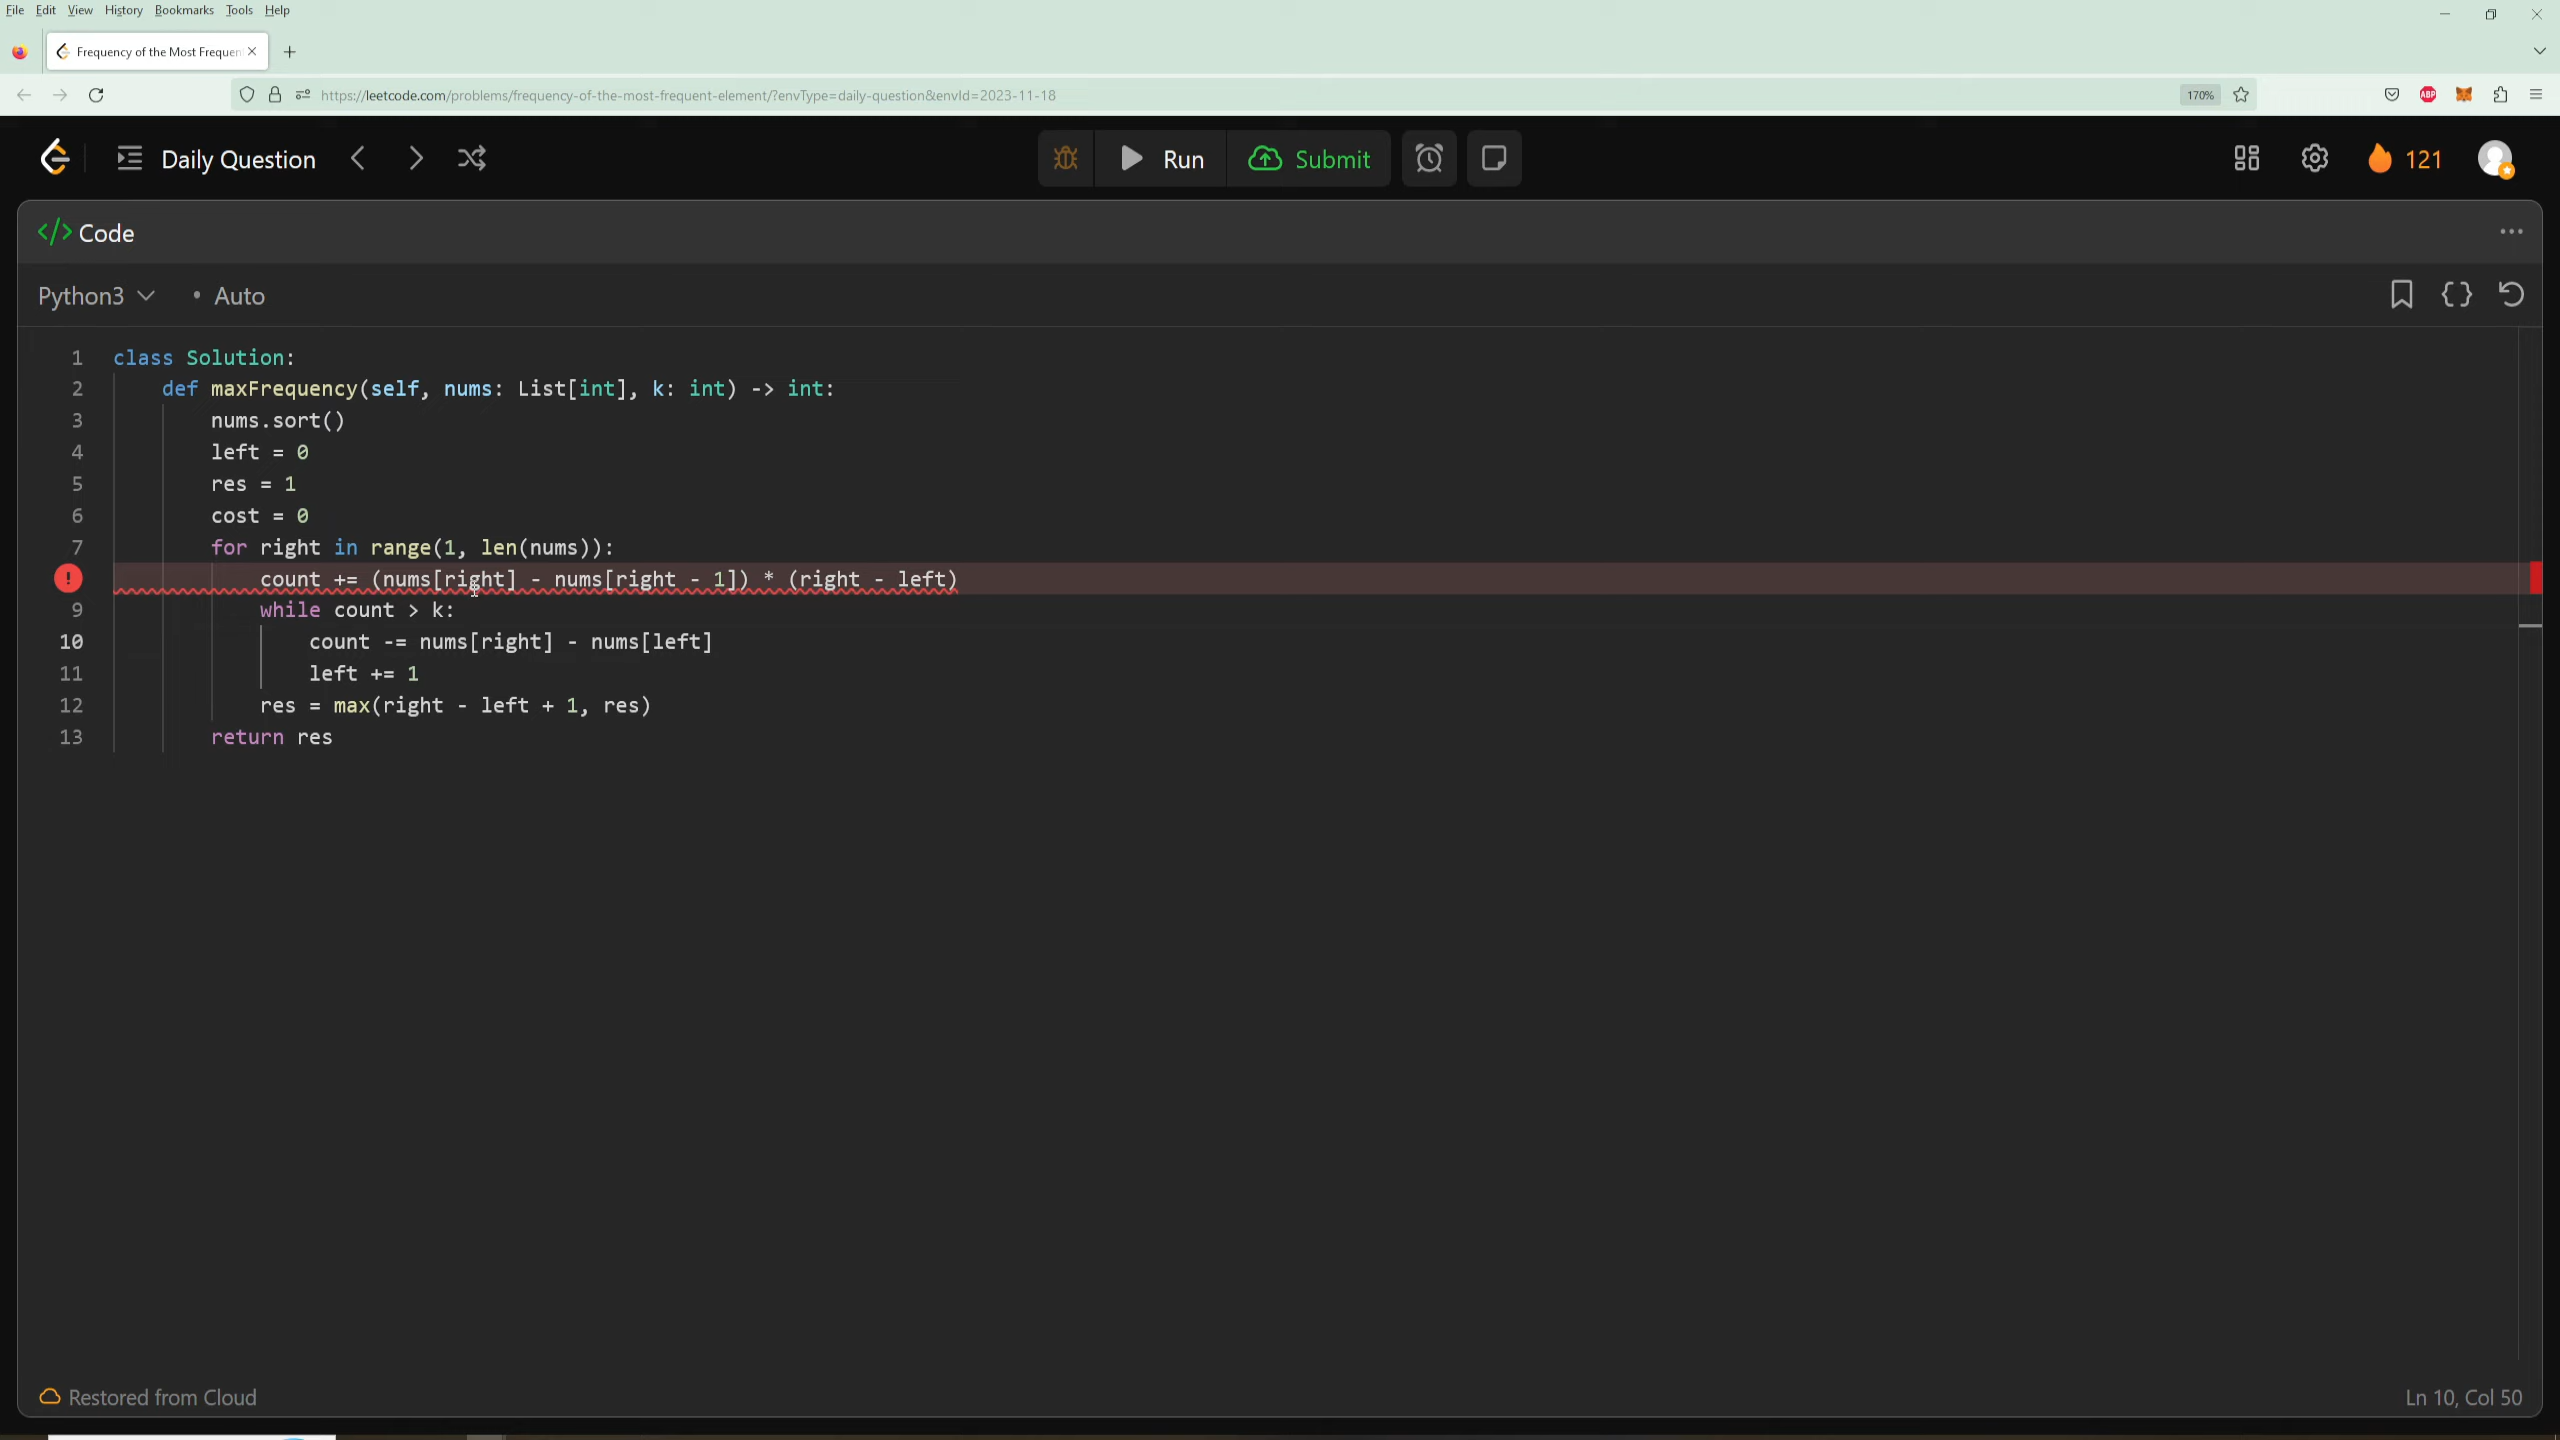 File Edit View History Bookmarks Tools Help
Frequency of the Most Frequen
https://leetcode.com/problems/frequency-of-the-most-frequent-element/?envType=daily-question&envId=2023-11-18 170% ABP
Daily Question Run Submit 121
</> Code
Python3 • Auto
1 class Solution:
2 def maxFrequency(self, nums: List[int], k: int) -> int:
3 nums.sort()
4 left = 0
5 res = 1
6 cost = 0
7 for right in range(1, len(nums)):
! count += (nums[right] - nums[right - 1]) * (right - left)
9 while count > k:
10 count -= nums[right] - nums[left]
11 left += 1
12 res = max(right - left + 1, res)
13 return res
Restored from Cloud Ln 10, Col 50